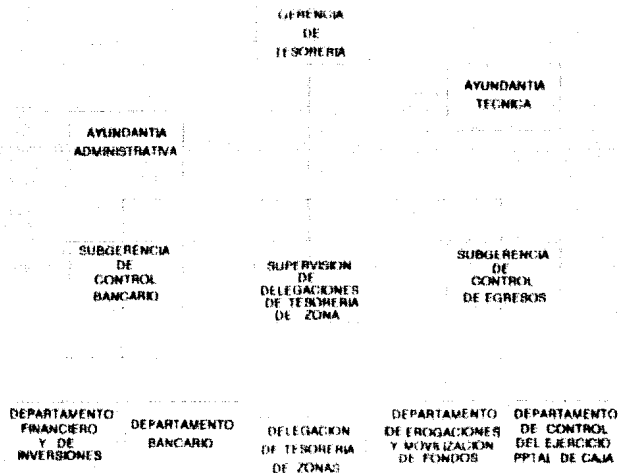 GERENCIA
DE
TESORERIA
AYUNDANTIA
TECNICA
AYUNDANTIA
ADMINISTRATIVA
SUBGERENCIA
DE
CONTROL
BANCARIO
SUPERVISION
DE
DELEGACIONES
DE TESORERIA
DE ZONA
SUBGERENCIA
DE
CONTROL
DE EGRESOS
DEPARTAMENTO
FINANCIERO
Y DE
INVERSIONES
DEPARTAMENTO
BANCARIO
DELEGACION
DE TESORERIA
DE ZONAS
DEPARTAMENTO
DE EROGACIONES
Y MOVILIZACION
DE FONDOS
DEPARTAMENTO
DE CONTROL
DEL EJERCICIO
PPTAL DE CAJA